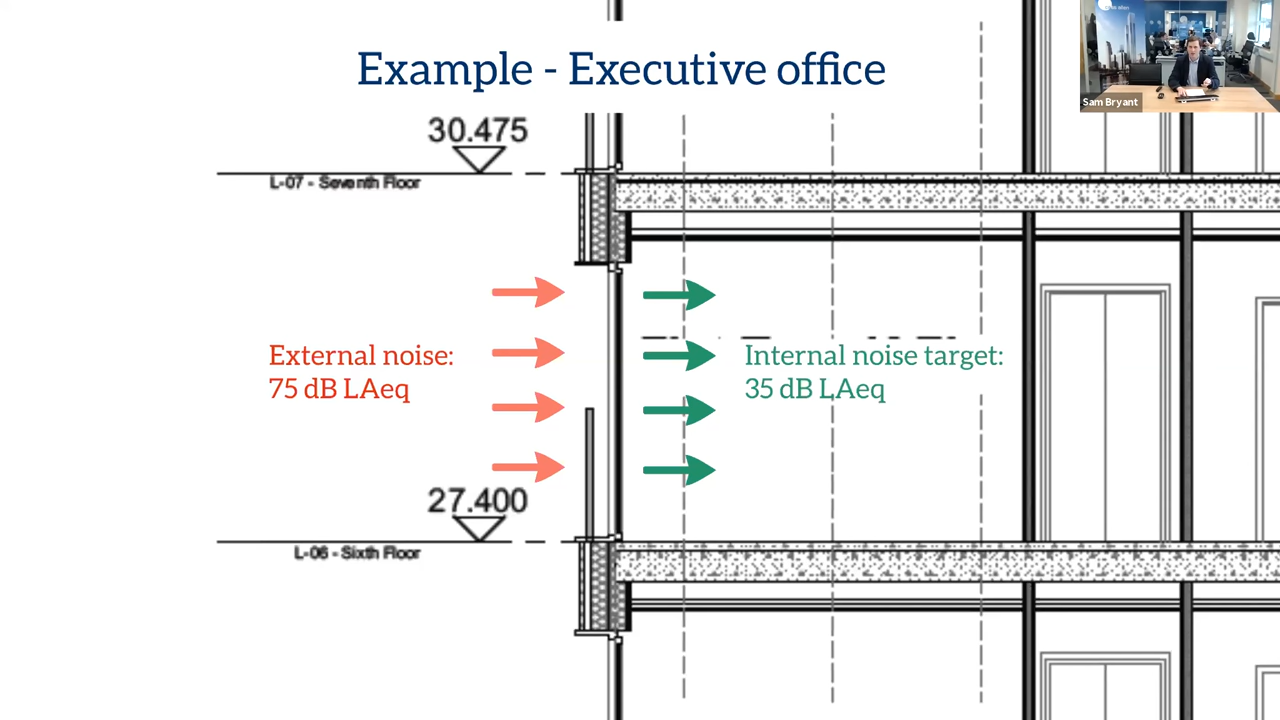 Example - Executive office
Sam Bryant
30.475
L-07 - Seventh Floor
External noise:
75 dB LAeq
Internal noise target:
35 dB LAeq
27.400
L-06 - Sixth Floor